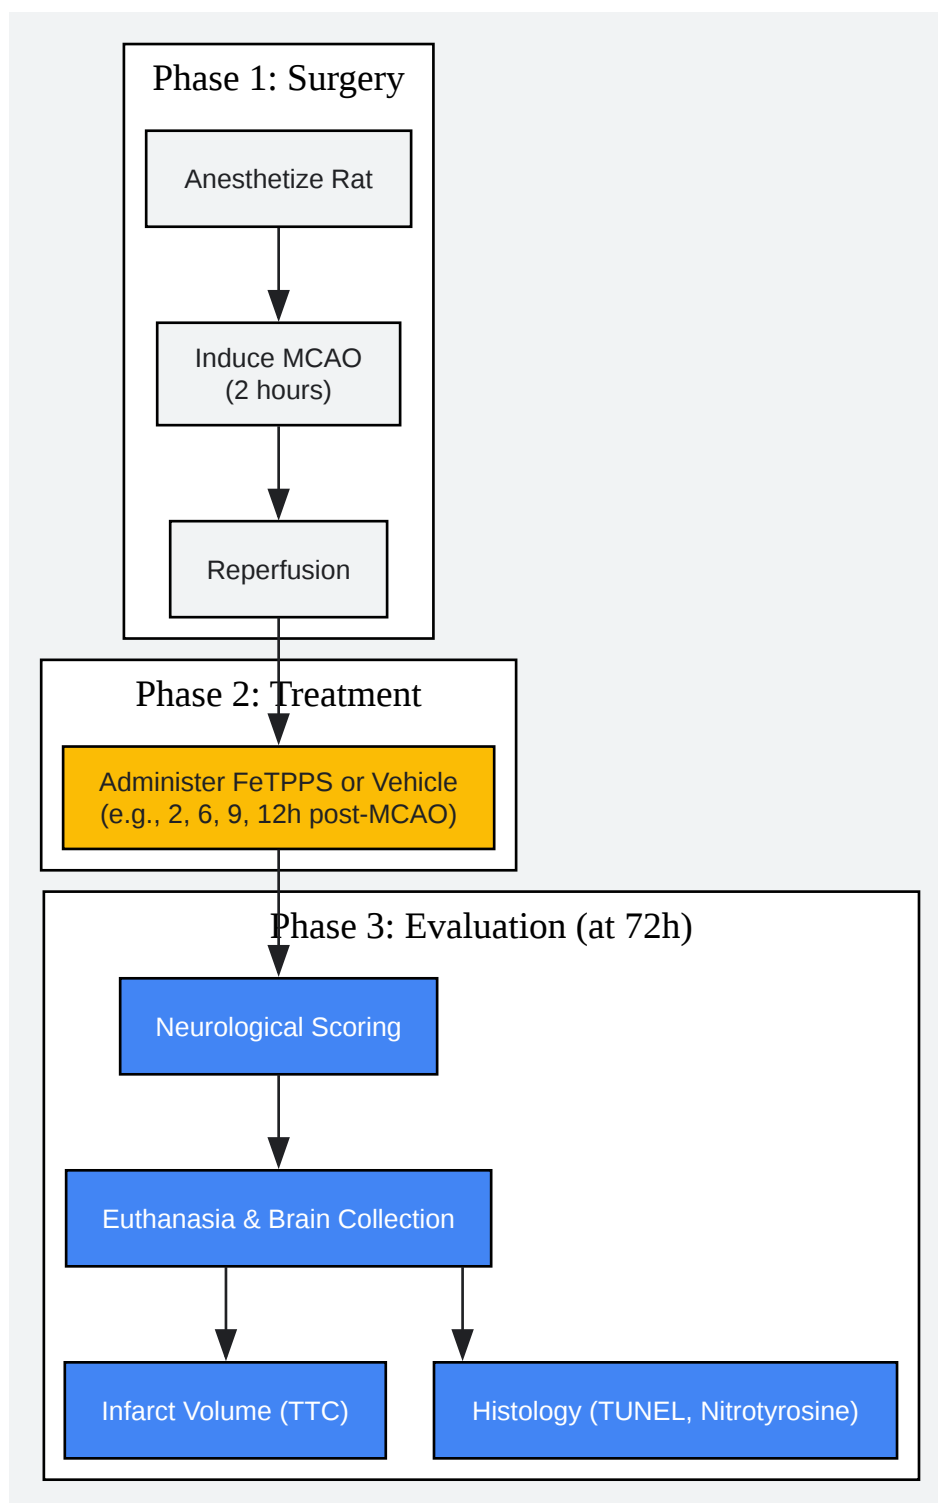 Phase 1: Surgery
Anesthetize Rat
Induce MCAO
(2 hours)
Reperfusion
Phase 2: Treatment
Administer FeTPPS or Vehicle
(e.g., 2, 6, 9, 12h post-MCAO)
Phase 3: Evaluation (at 72h)
Neurological Scoring
Euthanasia & Brain Collection
Infarct Volume (TTC)
Histology (TUNEL, Nitrotyrosine)